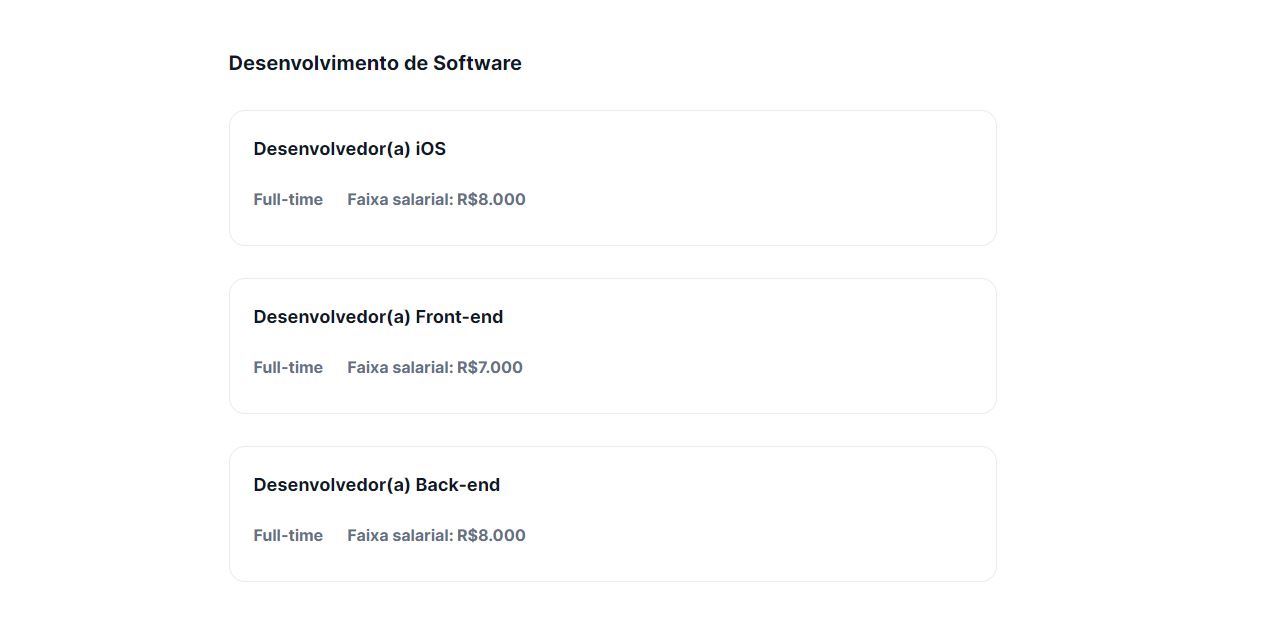 Desenvolvimento de Software
Desenvolvedor(a) iOS
Full-time Faixa salarial: R$8.000
Desenvolvedor(a) Front-end
Full-time Faixa salarial: R$7.000
Desenvolvedor(a) Back-end
Full-time Faixa salarial: R$8.000